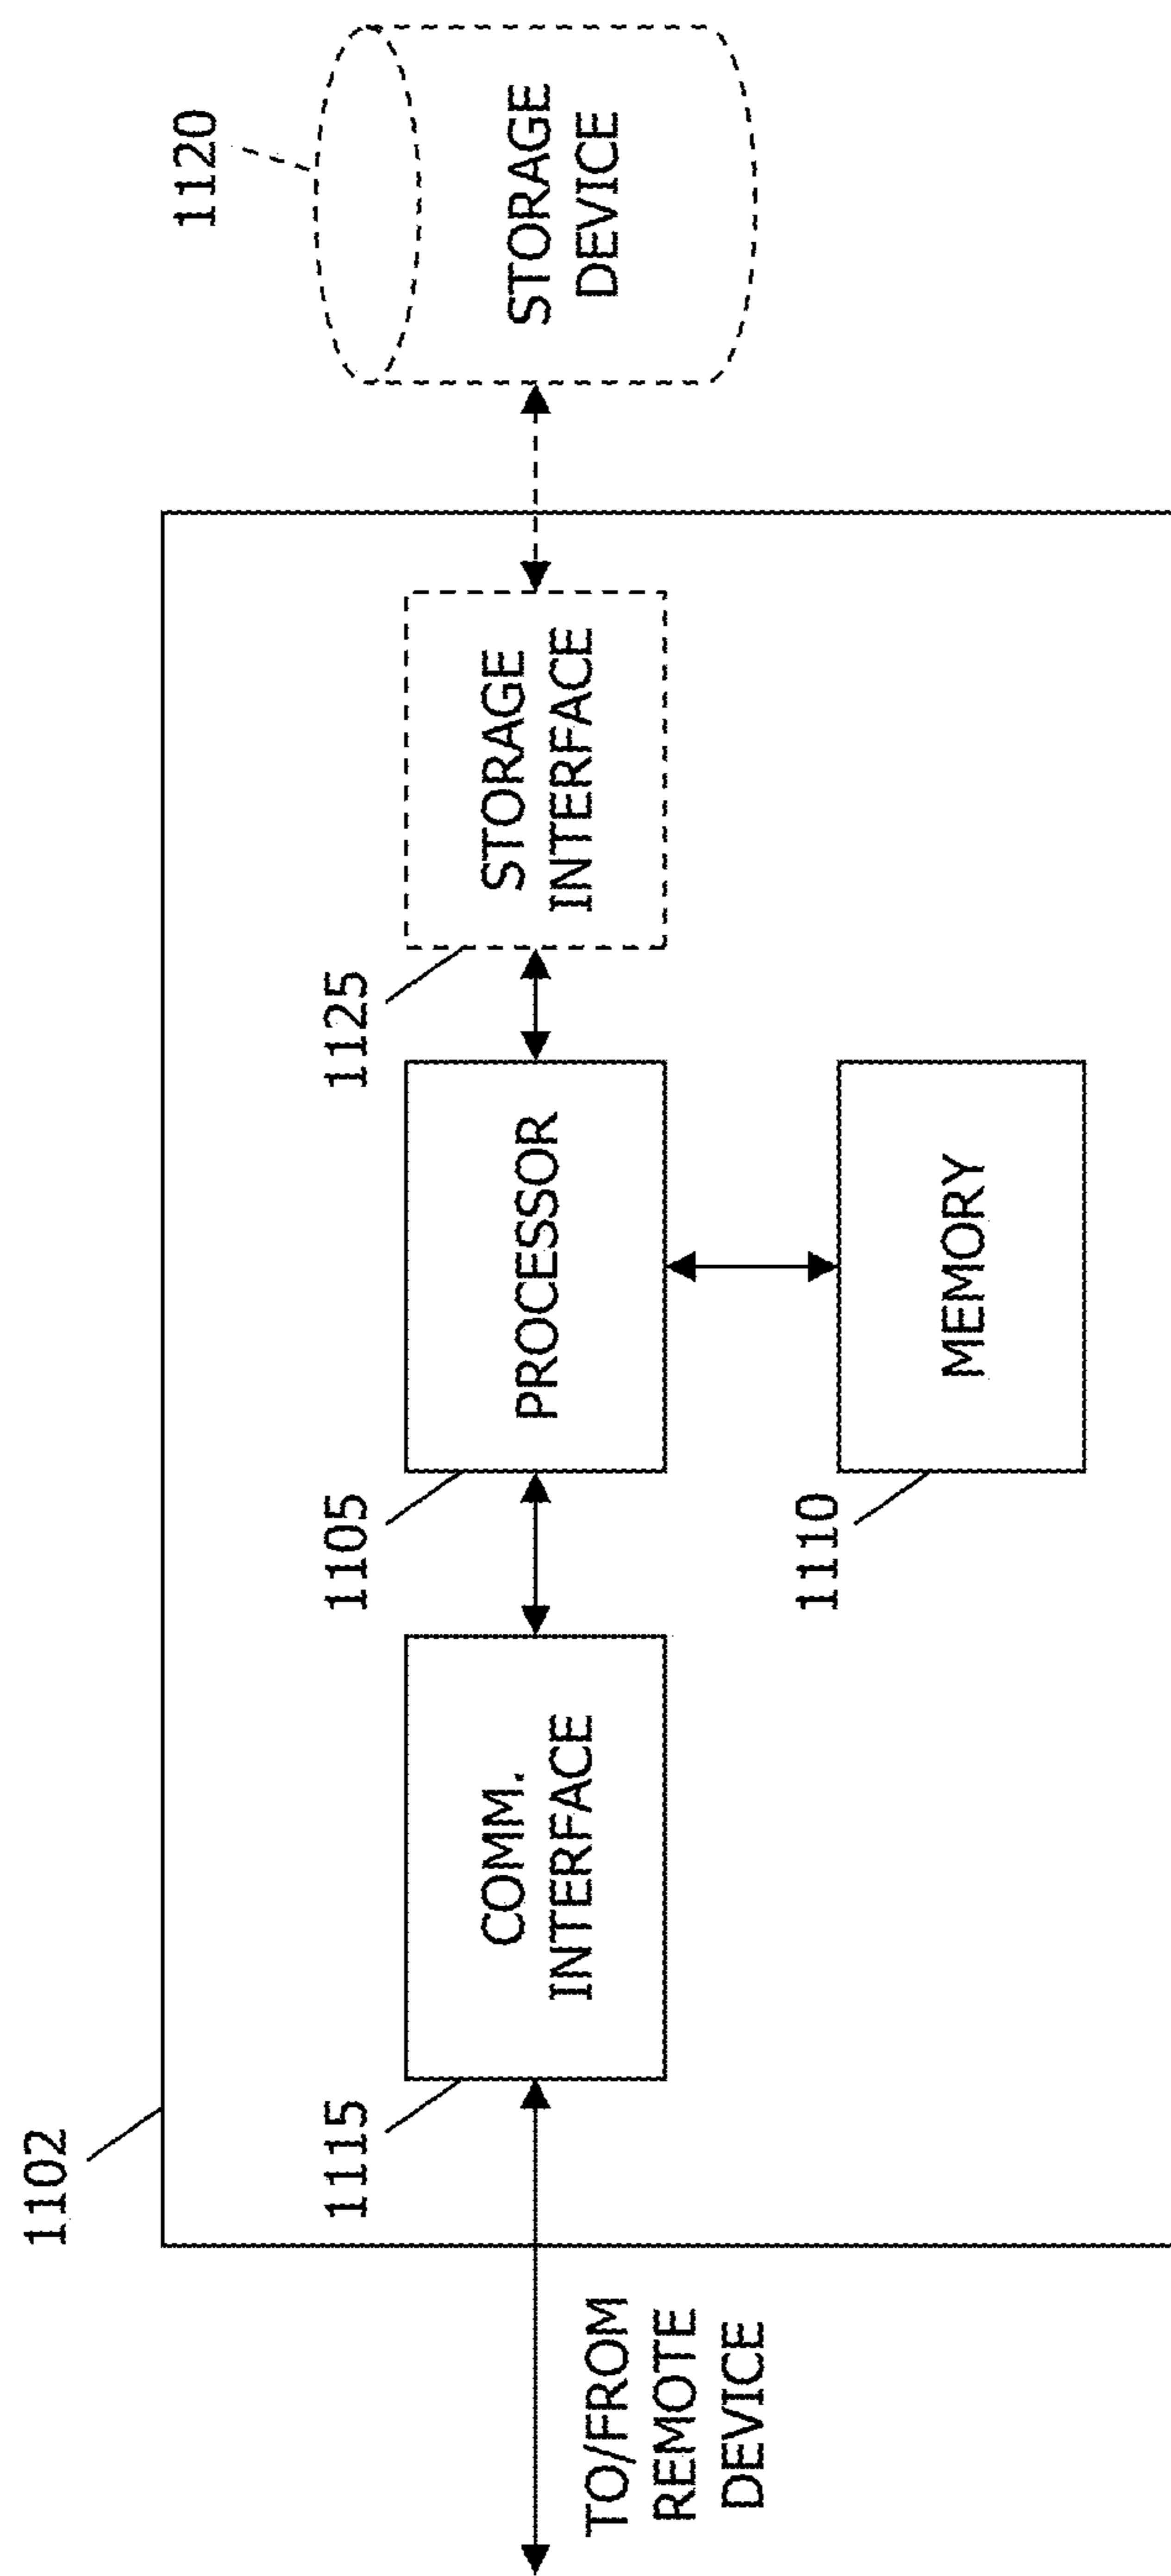 1102
1115
COMM.
INTERFACE
TO/FROM
REMOTE
DEVICE
1105
PROCESSOR
1110
MEMORY
1125
STORAGE
INTERFACE
1120
STORAGE
DEVICE